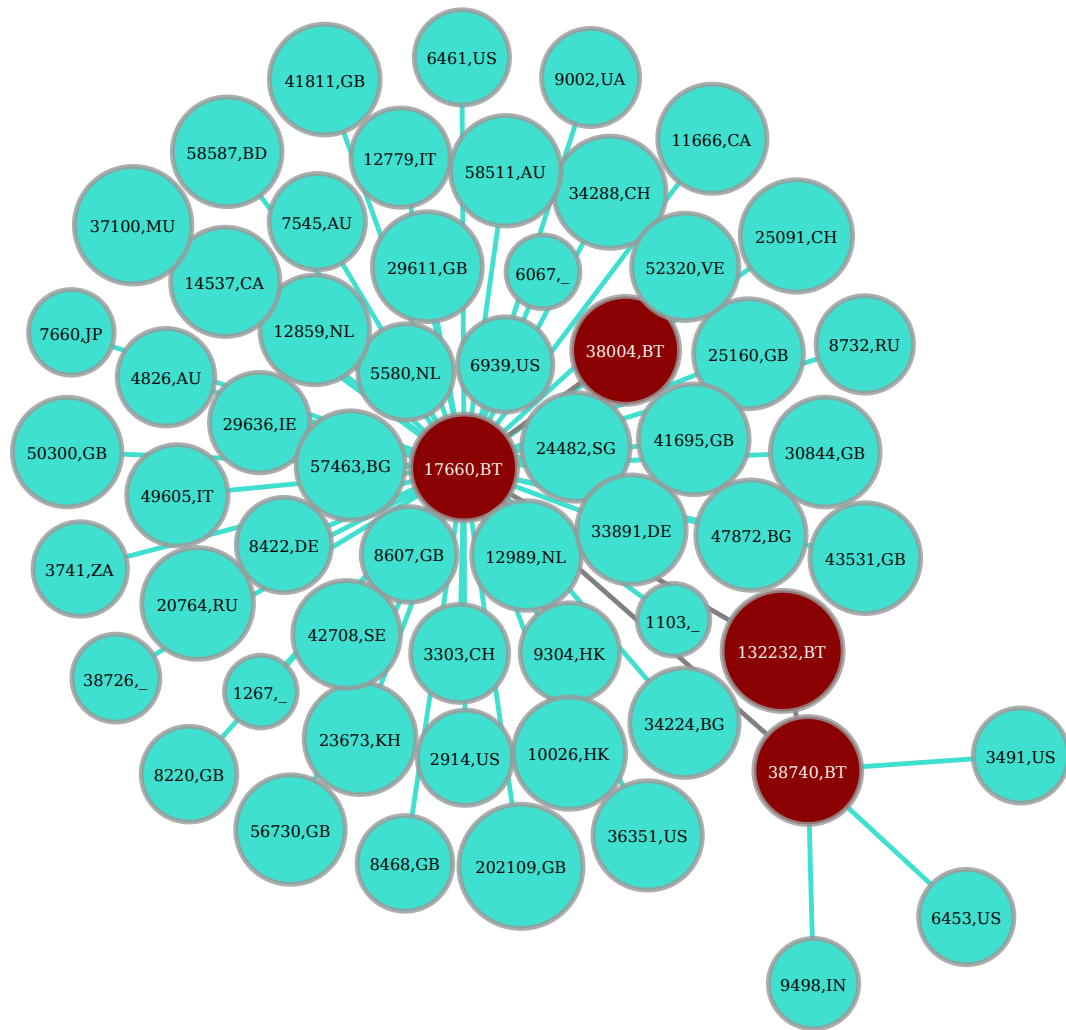 6461,US
41811,GB
9002,UA
11666,CA
58587,BD
12779,IT
58511,AU
34288,CH
37100,MU
7545,AU
25091,CH
29611,GB
6067,_
52320,VE
14537,CA
7660,JP
12859,NL
38004,BT
8732,RU
25160,GB
6939,US
5580,NL
4826,AU
29636,IE
41695,GB
24482,SG
30844,GB
50300,GB
57463,BG
17660,BT
49605,IT
33891,DE
47872,BG
8422,DE
8607,GB
12989,NL
43531,GB
3741,ZA
20764,RU
1103,_
42708,SE
3303,CH
9304,HK
132232,BT
38726,_
1267,_
34224,BG
23673,KH
2914,US
10026,HK
3491,US
38740,BT
8220,GB
56730,GB
36351,US
8468,GB
202109,GB
6453,US
9498,IN